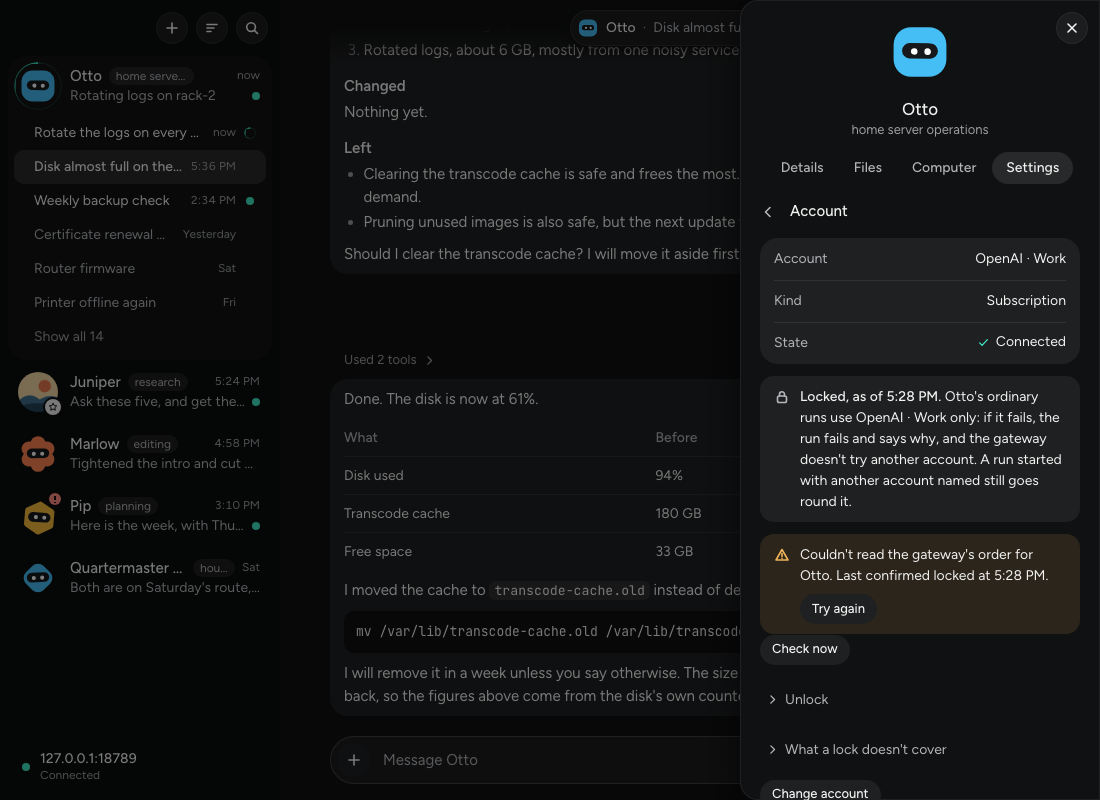 Otto
home serve...
now
Rotating logs on rack-2
Rotate the logs on every ...
now
Disk almost full on the...
5:36 PM
Weekly backup check
2:34 PM
Certificate renewal ...
Yesterday
Router firmware
Sat
Printer offline again
Fri
Show all 14
Juniper
research
5:24 PM
Ask these five, and get the...
Marlow
editing
4:58 PM
Tightened the intro and cut ...
Pip
planning
3:10 PM
Here is the week, with Thu...
Quartermaster ...
hou...
Sat
Both are on Saturday's route,...
127.0.0.1:18789
Connected
Otto · Disk almost fu
3. Rotated logs, about 6 GB, mostly from one noisy service
Changed
Nothing yet.
Left
• Clearing the transcode cache is safe and frees the most.
demand.
• Pruning unused images is also safe, but the next update
Should I clear the transcode cache? I will move it aside first
Used 2 tools
Done. The disk is now at 61%.
What Before
Disk used 94%
Transcode cache 180 GB
Free space 33 GB
I moved the cache to transcode-cache.old instead of de
mv /var/lib/transcode-cache.old /var/lib/transcod
I will remove it in a week unless you say otherwise. The size
back, so the figures above come from the disk's own count
Message Otto
Otto
home server operations
Details
Files
Computer
Settings
Account
Account OpenAI · Work
Kind Subscription
State Connected
Locked, as of 5:28 PM. Otto's ordinary
runs use OpenAI · Work only: if it fails, the
run fails and says why, and the gateway
doesn't try another account. A run started
with another account named still goes
round it.
Couldn't read the gateway's order for
Otto. Last confirmed locked at 5:28 PM.
Try again
Check now
Unlock
What a lock doesn't cover
Change account